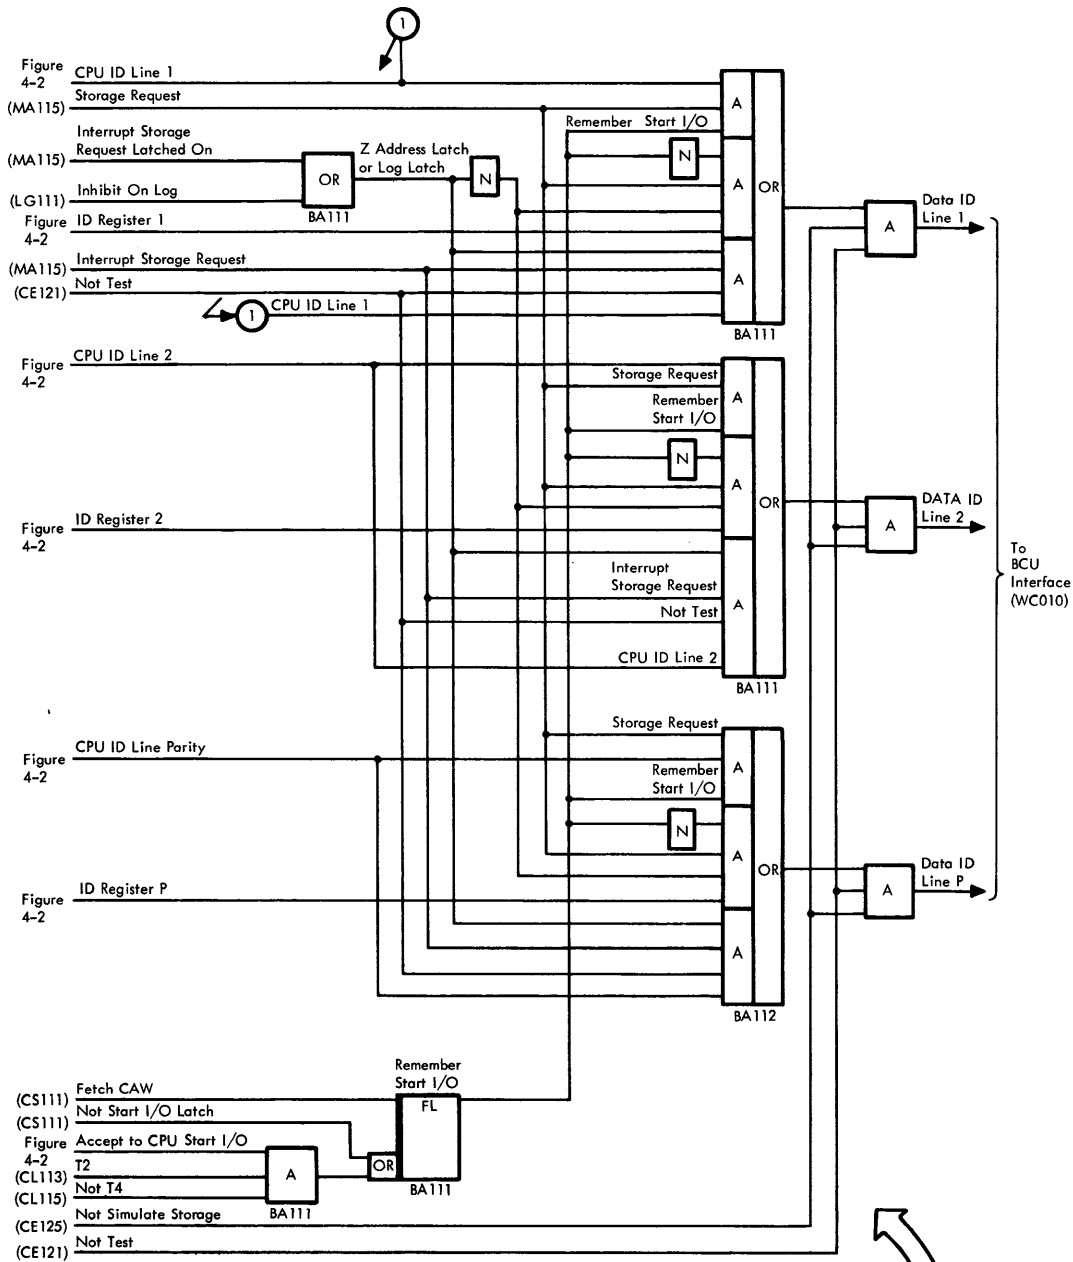 1
Figure
4-2
CPU ID Line 1
(MA115)
Storage Request
Remember Start I/O
Interrupt Storage
Request Latched On
(MA115)
Z Address Latch
or Log Latch
N
N
A
A
OR
OR
BA111
(LG111)
Inhibit On Log
Figure
4-2
ID Register 1
Data ID
Line 1
A
(MA115)
Interrupt Storage Request
(CE121)
Not Test
A
1
CPU ID Line 1
BA111
Figure
4-2
CPU ID Line 2
Storage Request
A
Remember
Start I/O
N
A
OR
DATA ID
Line 2
A
Figure
4-2
ID Register 2
Interrupt
Storage Request
A
Not Test
CPU ID Line 2
BA111
To
BCU
Interface
(WC010)
Storage Request
Figure
4-2
CPU ID Line Parity
A
Remember
Start I/O
N
A
OR
Data ID
Line P
A
Figure
4-2
ID Register P
A
BA112
Remember
Start I/O
(CS111)
Fetch CAW
FL
(CS111)
Not Start I/O Latch
Figure
4-2
Accept to CPU Start I/O
OR
(CL113)
T2
A
(CL115)
Not T4
BA111
BA111
(CE125)
Not Simulate Storage
(CE121)
Not Test